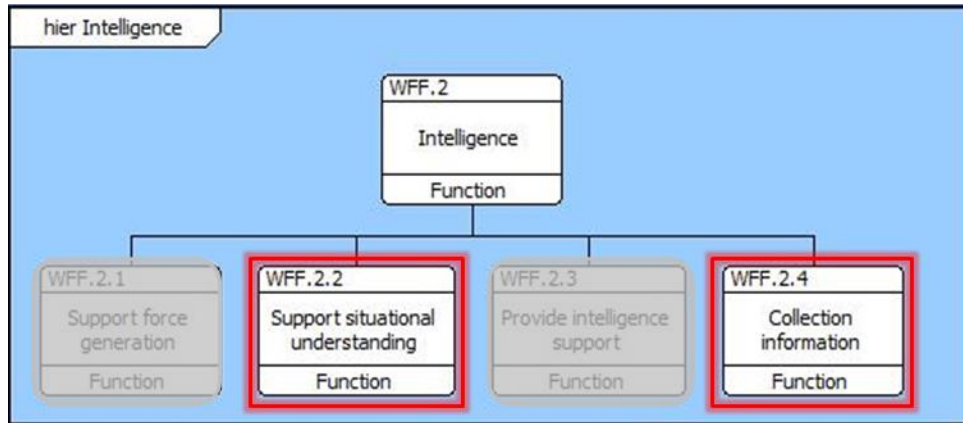 hier Intelligence
WFF.2
Intelligence
Function
WFF.2.1
Support force
generation
Function
WFF.2.2
Support situational
understanding
Function
WFF.2.3
Provide intelligence
support
Function
WFF.2.4
Collection
information
Function